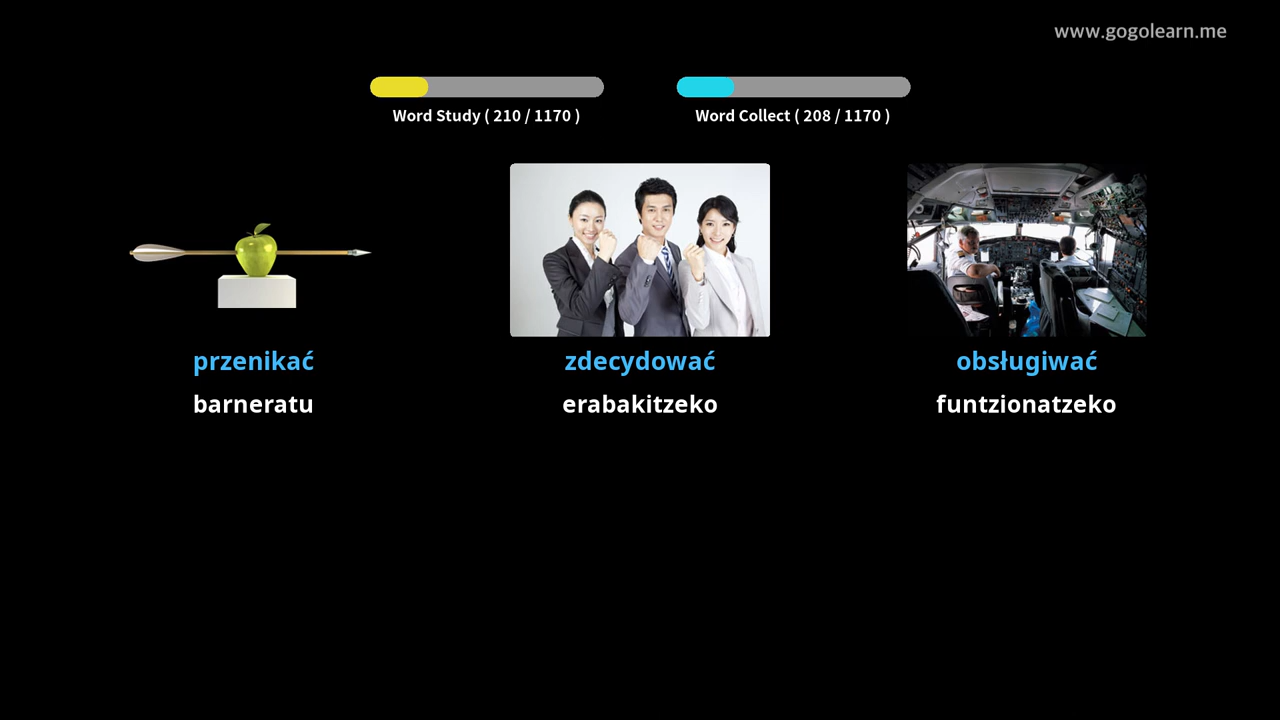 www.gogolearn.me
Word Study ( 210 / 1170 )
Word Collect ( 208 / 1170 )
przenikać
zdecydować
obsługiwać
barneratu
erabakitzeko
funtzionatzeko